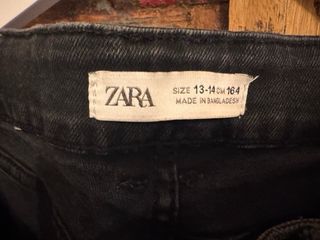 ZARA
SIZE 13-14 CM 164
MADE IN BANGLADESH